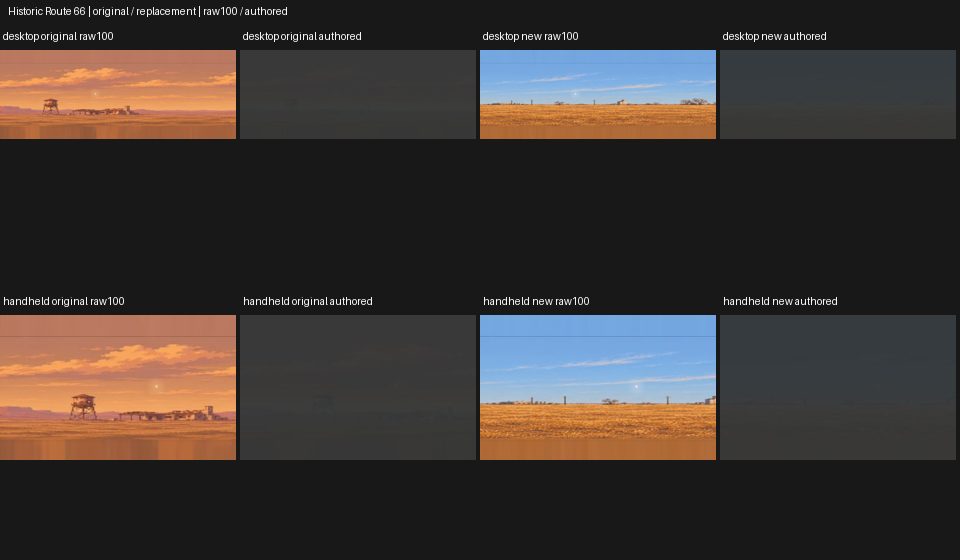 Historic Route 66 | original / replacement | raw100 / authored
desktop original raw100
desktop original authored
desktop new raw100
desktop new authored
handheld original raw100
handheld original authored
handheld new raw100
handheld new authored